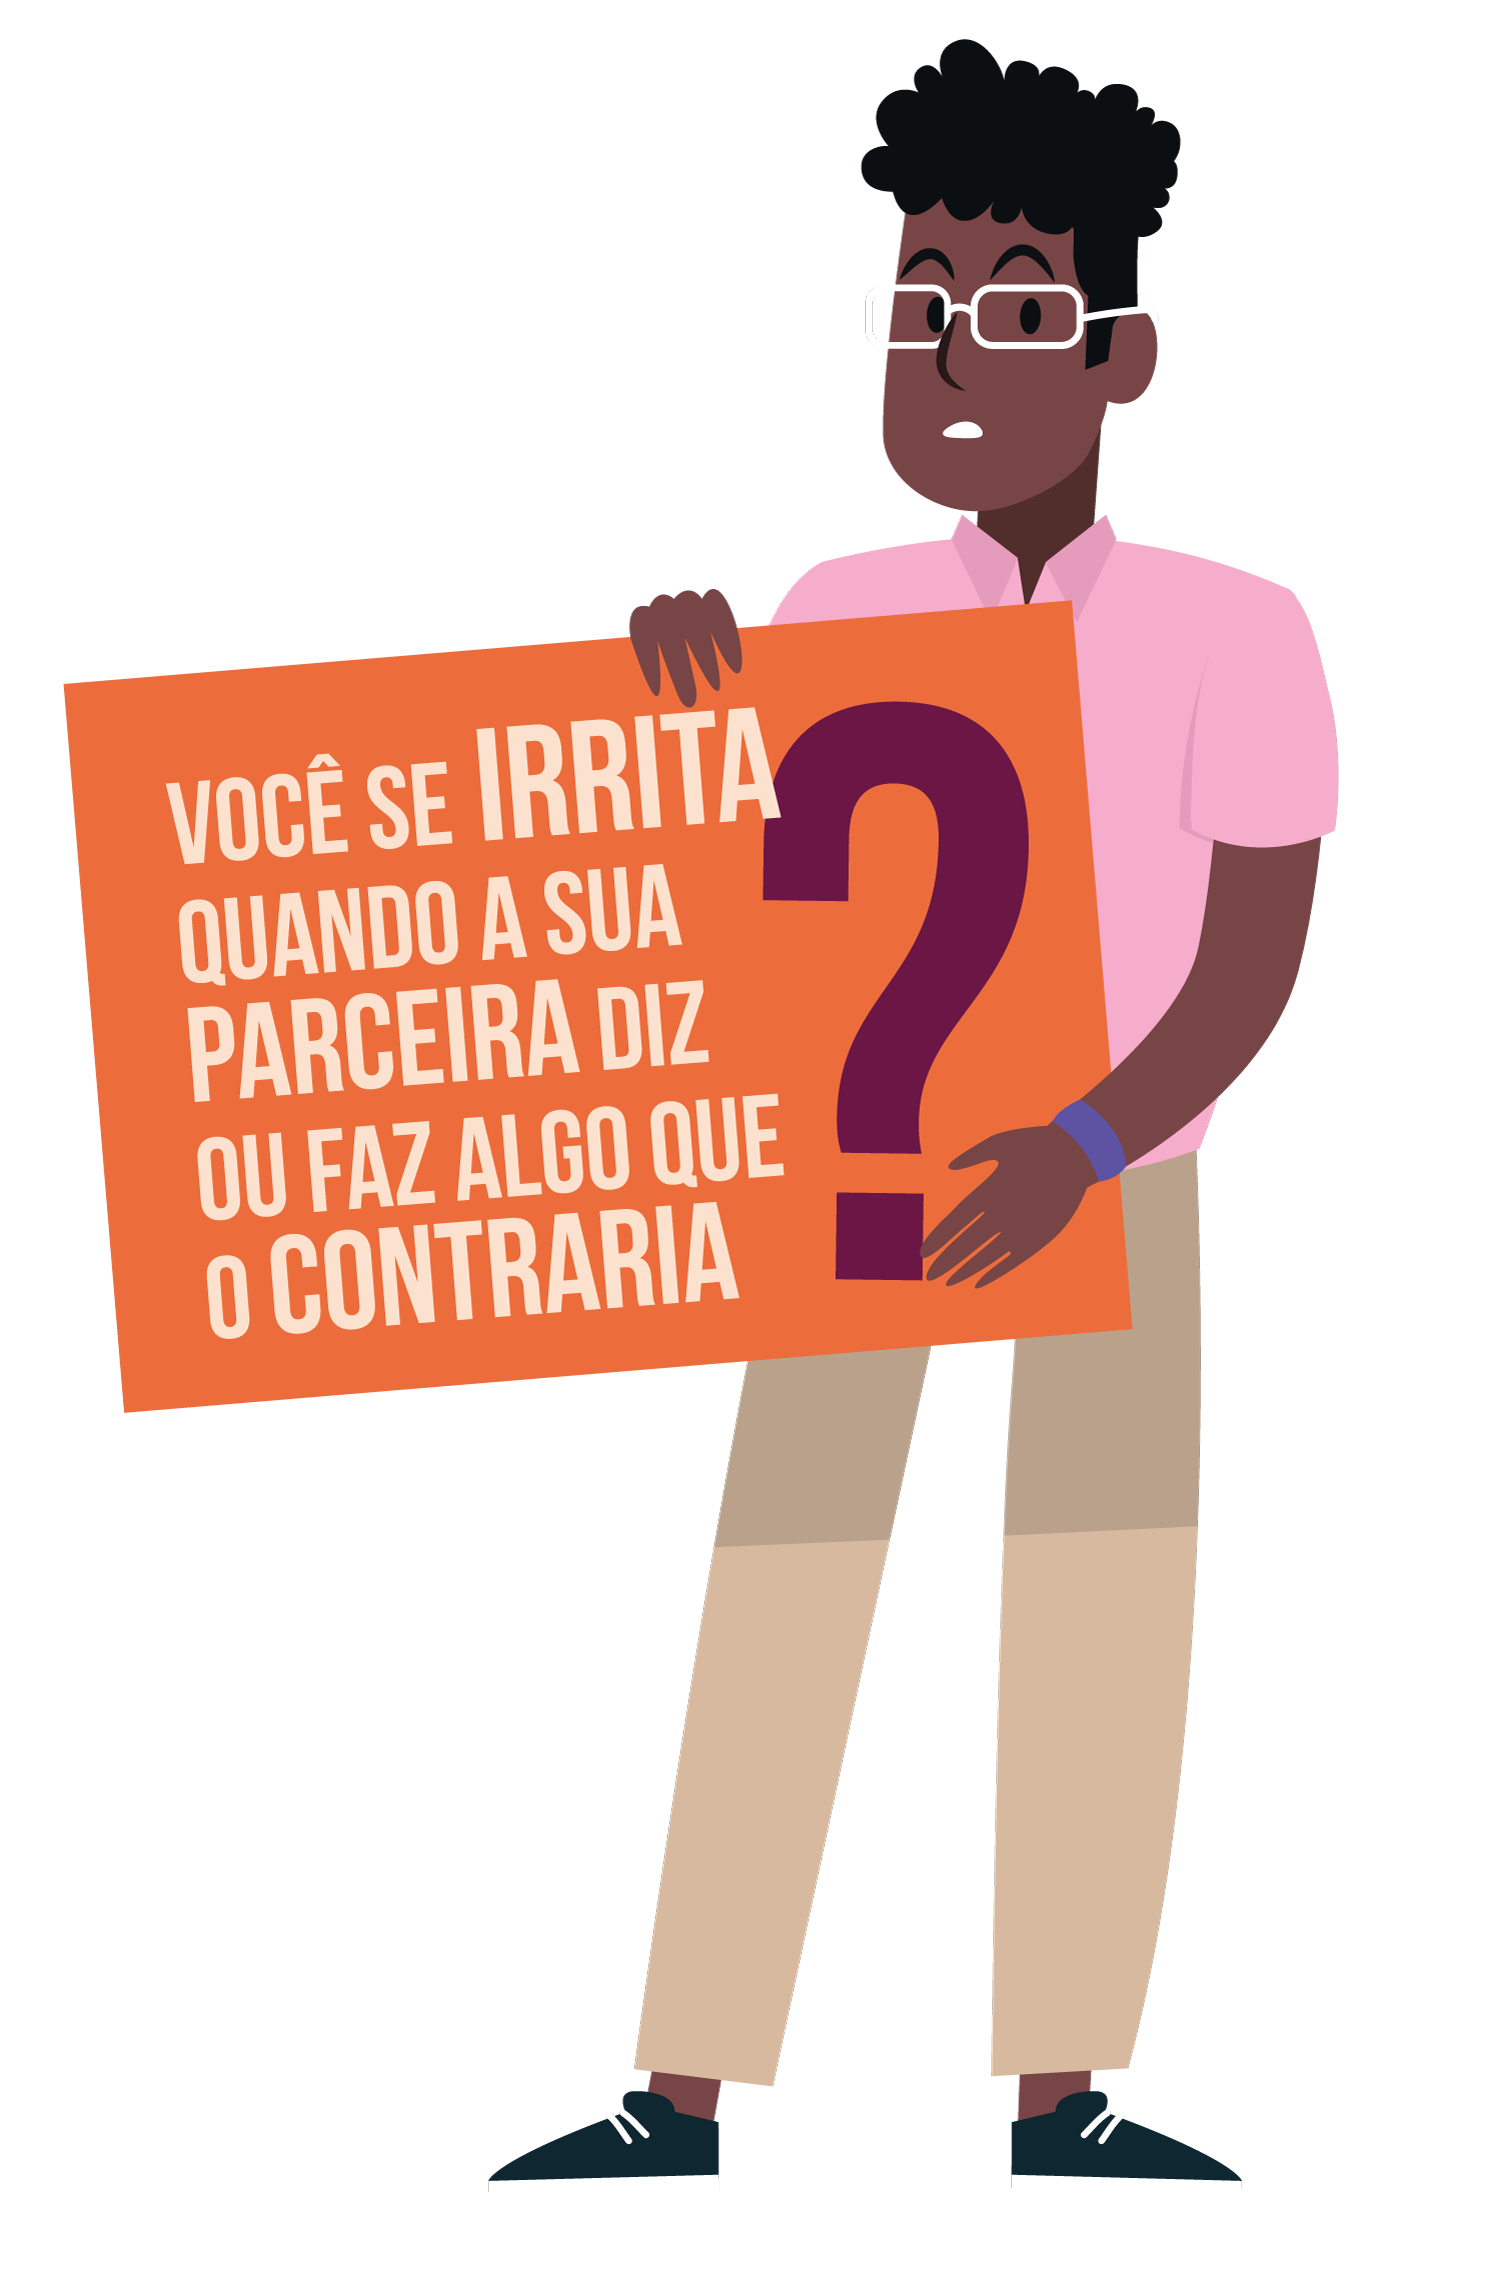 VOCÊ SE IRRITA
QUANDO A SUA
PARCEIRA DIZ
OU FAZ ALGO QUE
O CONTRARIA
?